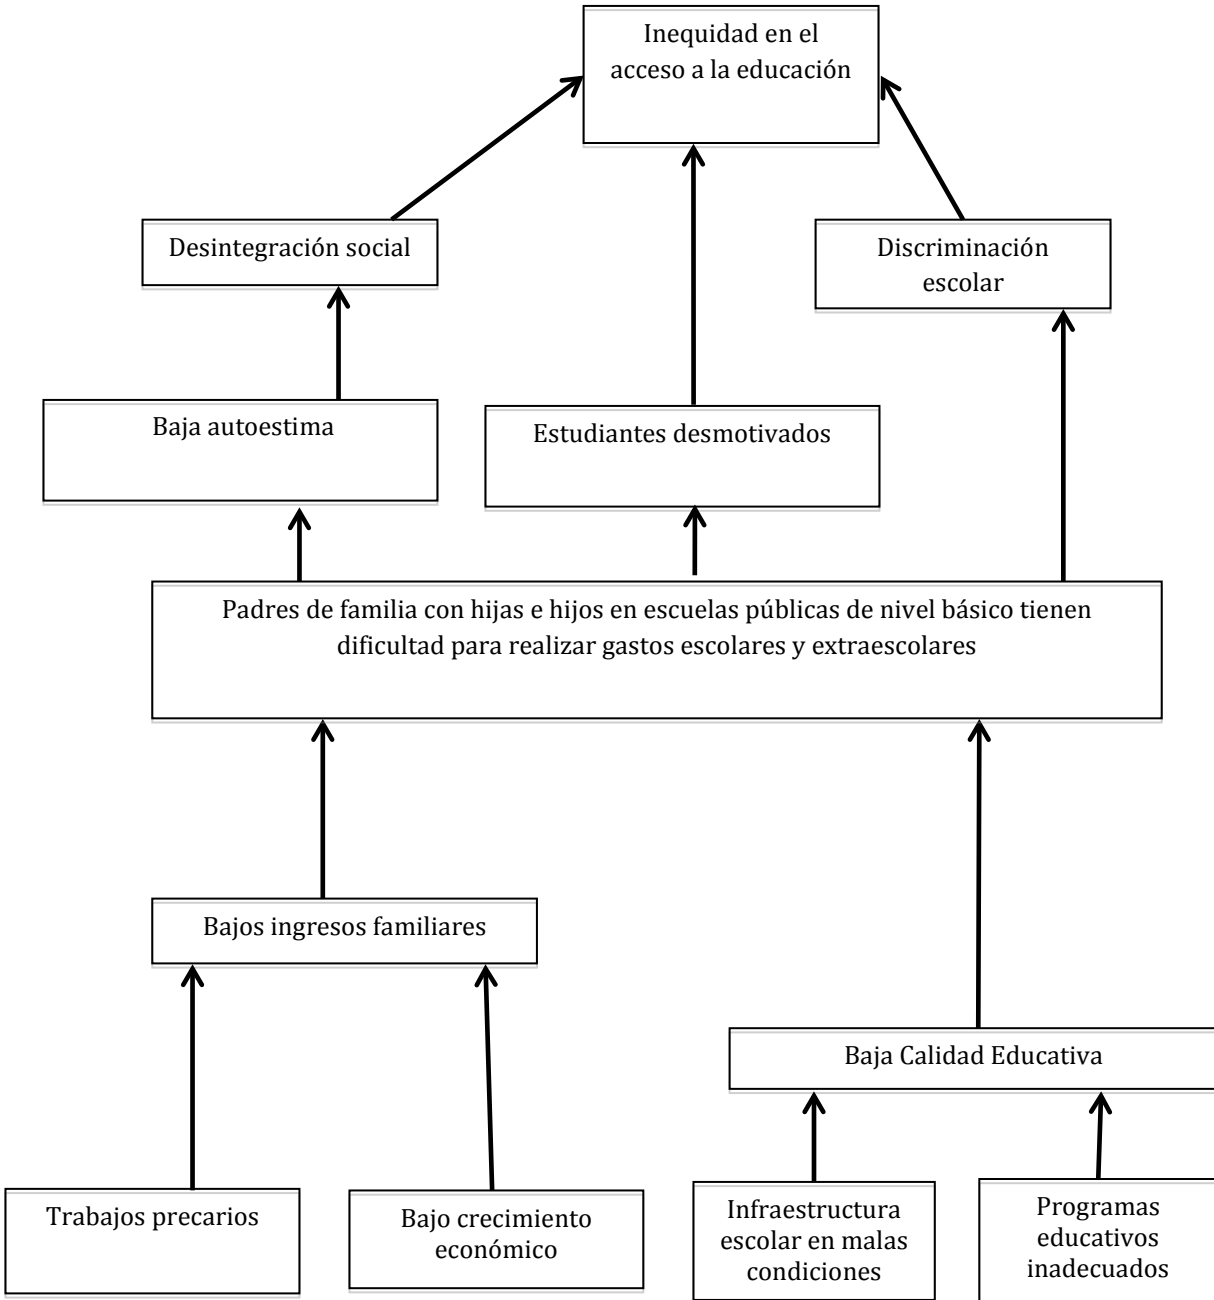 Inequidad en el
acceso a la educación
Desintegración social
Discriminación
escolar
Baja autoestima
Estudiantes desmotivados
Padres de familia con hijas e hijos en escuelas públicas de nivel básico tienen
dificultad para realizar gastos escolares y extraescolares
Bajos ingresos familiares
Baja Calidad Educativa
Trabajos precarios
Bajo crecimiento
económico
Infraestructura
escolar en malas
condiciones
Programas
educativos
inadecuados